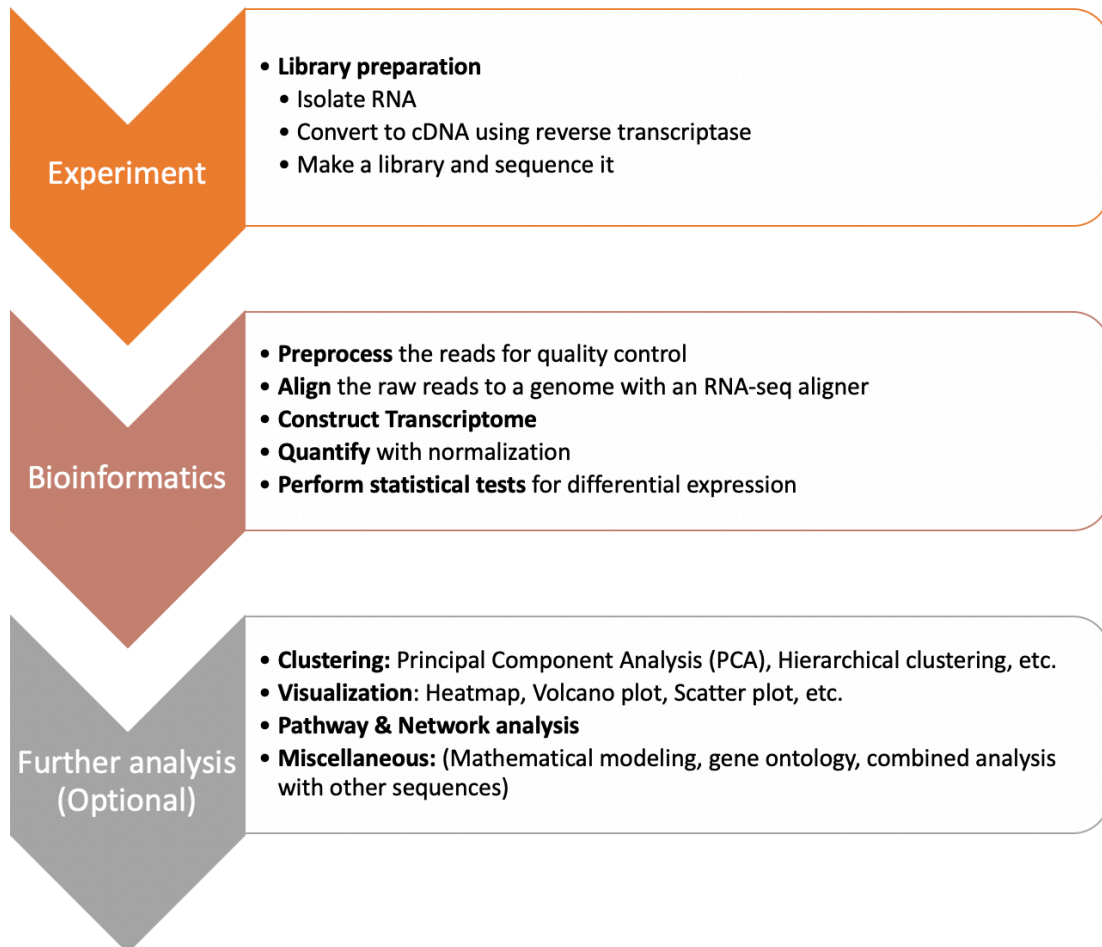 Experiment
• Library preparation
• Isolate RNA
• Convert to cDNA using reverse transcriptase
• Make a library and sequence it
Bioinformatics
• Preprocess the reads for quality control
• Align the raw reads to a genome with an RNA-seq aligner
• Construct Transcriptome
• Quantify with normalization
• Perform statistical tests for differential expression
Further analysis
(Optional)
• Clustering: Principal Component Analysis (PCA), Hierarchical clustering, etc.
• Visualization: Heatmap, Volcano plot, Scatter plot, etc.
• Pathway & Network analysis
• Miscellaneous: (Mathematical modeling, gene ontology, combined analysis
with other sequences)